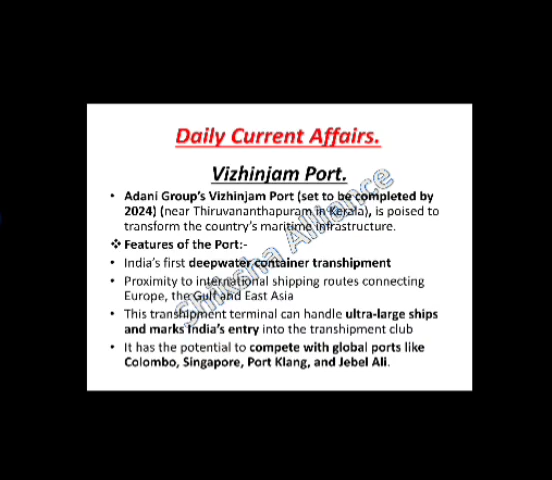 Daily Current Affairs.
Vizhinjam Port.
• Adani Group's Vizhinjam Port (set to be completed by
2024) (near Thiruvananthapuram in Kerala), is poised to
transform the country's maritime infrastructure.
❖ Features of the Port:-
• India's first deepwater container transhipment
• Proximity to international shipping routes connecting
Europe, the Gulf and East Asia
• This transhipment terminal can handle ultra-large ships
and marks India's entry into the transhipment club
• It has the potential to compete with global ports like
Colombo, Singapore, Port Klang, and Jebel Ali.
Shiksha Alliance